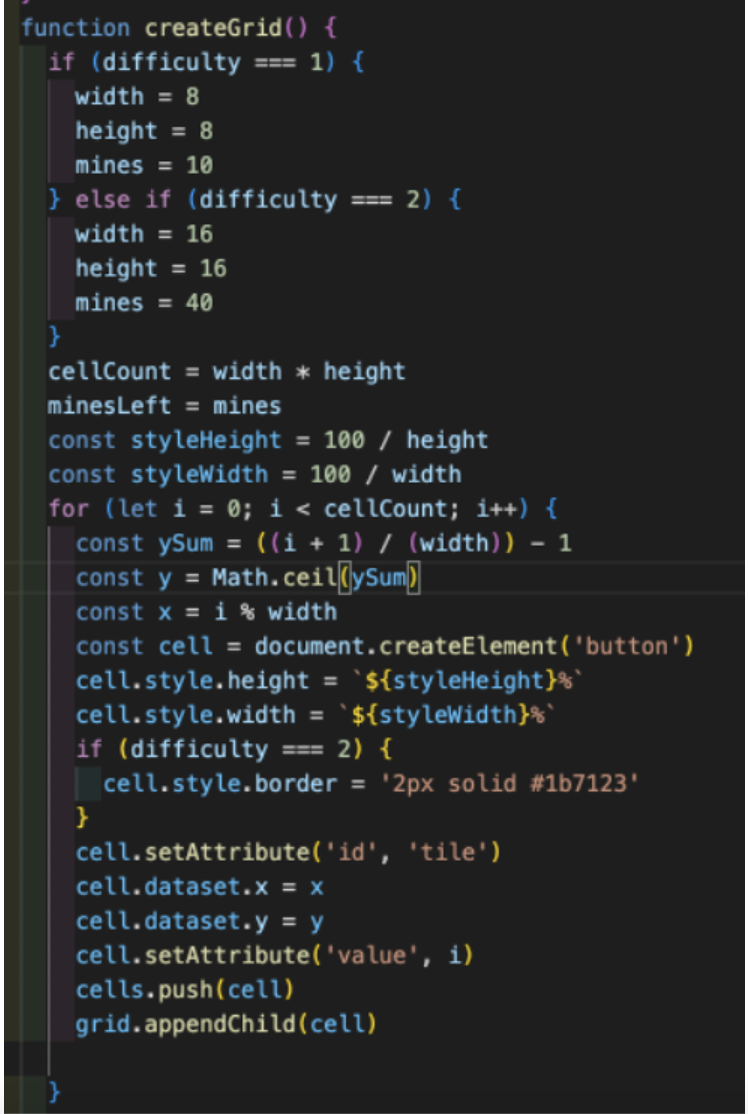 function createGrid() {
if (difficulty === 1) {
width = 8
height = 8
mines = 10
} else if (difficulty === 2) {
width = 16
height = 16
mines = 40
}
cellCount = width * height
minesLeft = mines
const styleHeight = 100 / height
const styleWidth = 100 / width
for (let i = 0; i < cellCount; i++) {
const ySum = ((i + 1) / (width)) - 1
const y = Math.ceil(ySum)
const x = i % width
const cell = document.createElement('button')
cell.style.height = `${styleHeight}%`
cell.style.width = `${styleWidth}%`
if (difficulty === 2) {
cell.style.border = '2px solid #1b7123'
}
cell.setAttribute('id', 'tile')
cell.dataset.x = x
cell.dataset.y = y
cell.setAttribute('value', i)
cells.push(cell)
grid.appendChild(cell)
}